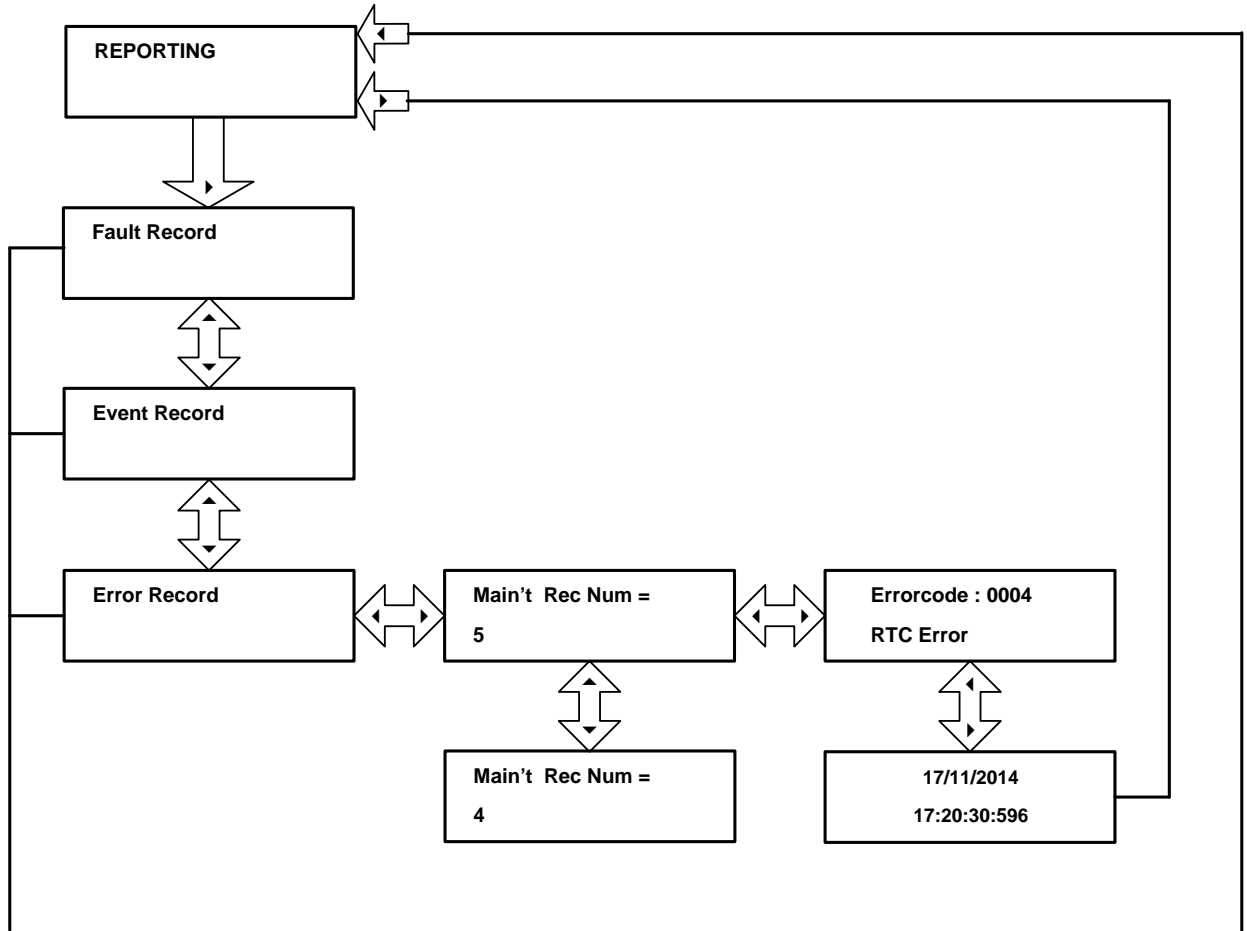 REPORTING
Fault Record
Event Record
Error Record
Main't Rec Num =
5
Errorcode : 0004
RTC Error
Main't Rec Num =
4
17/11/2014
17:20:30:596